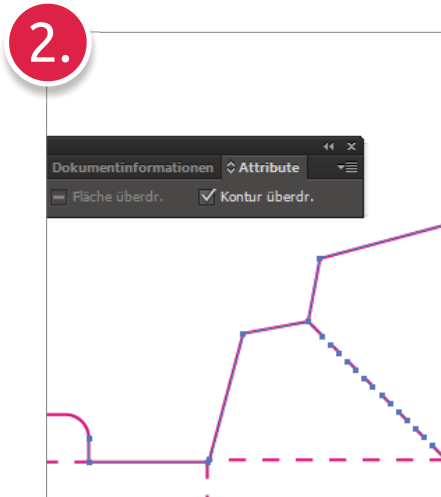 2.
Dokumentinformationen Attribute
Fläche überdr. Kontur überdr.